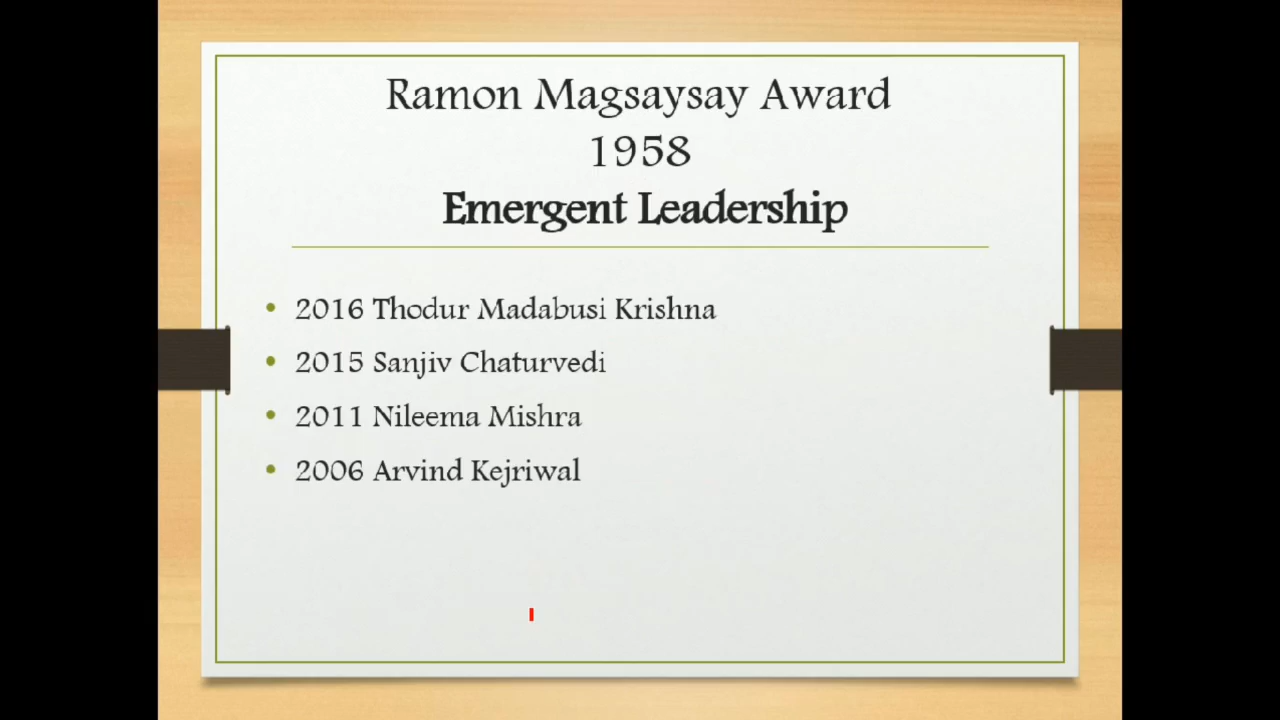 Ramon Magsaysay Award
1958
Emergent Leadership
• 2016 Thodur Madabusi Krishna
• 2015 Sanjiv Chaturvedi
• 2011 Nileema Mishra
• 2006 Arvind Kejriwal